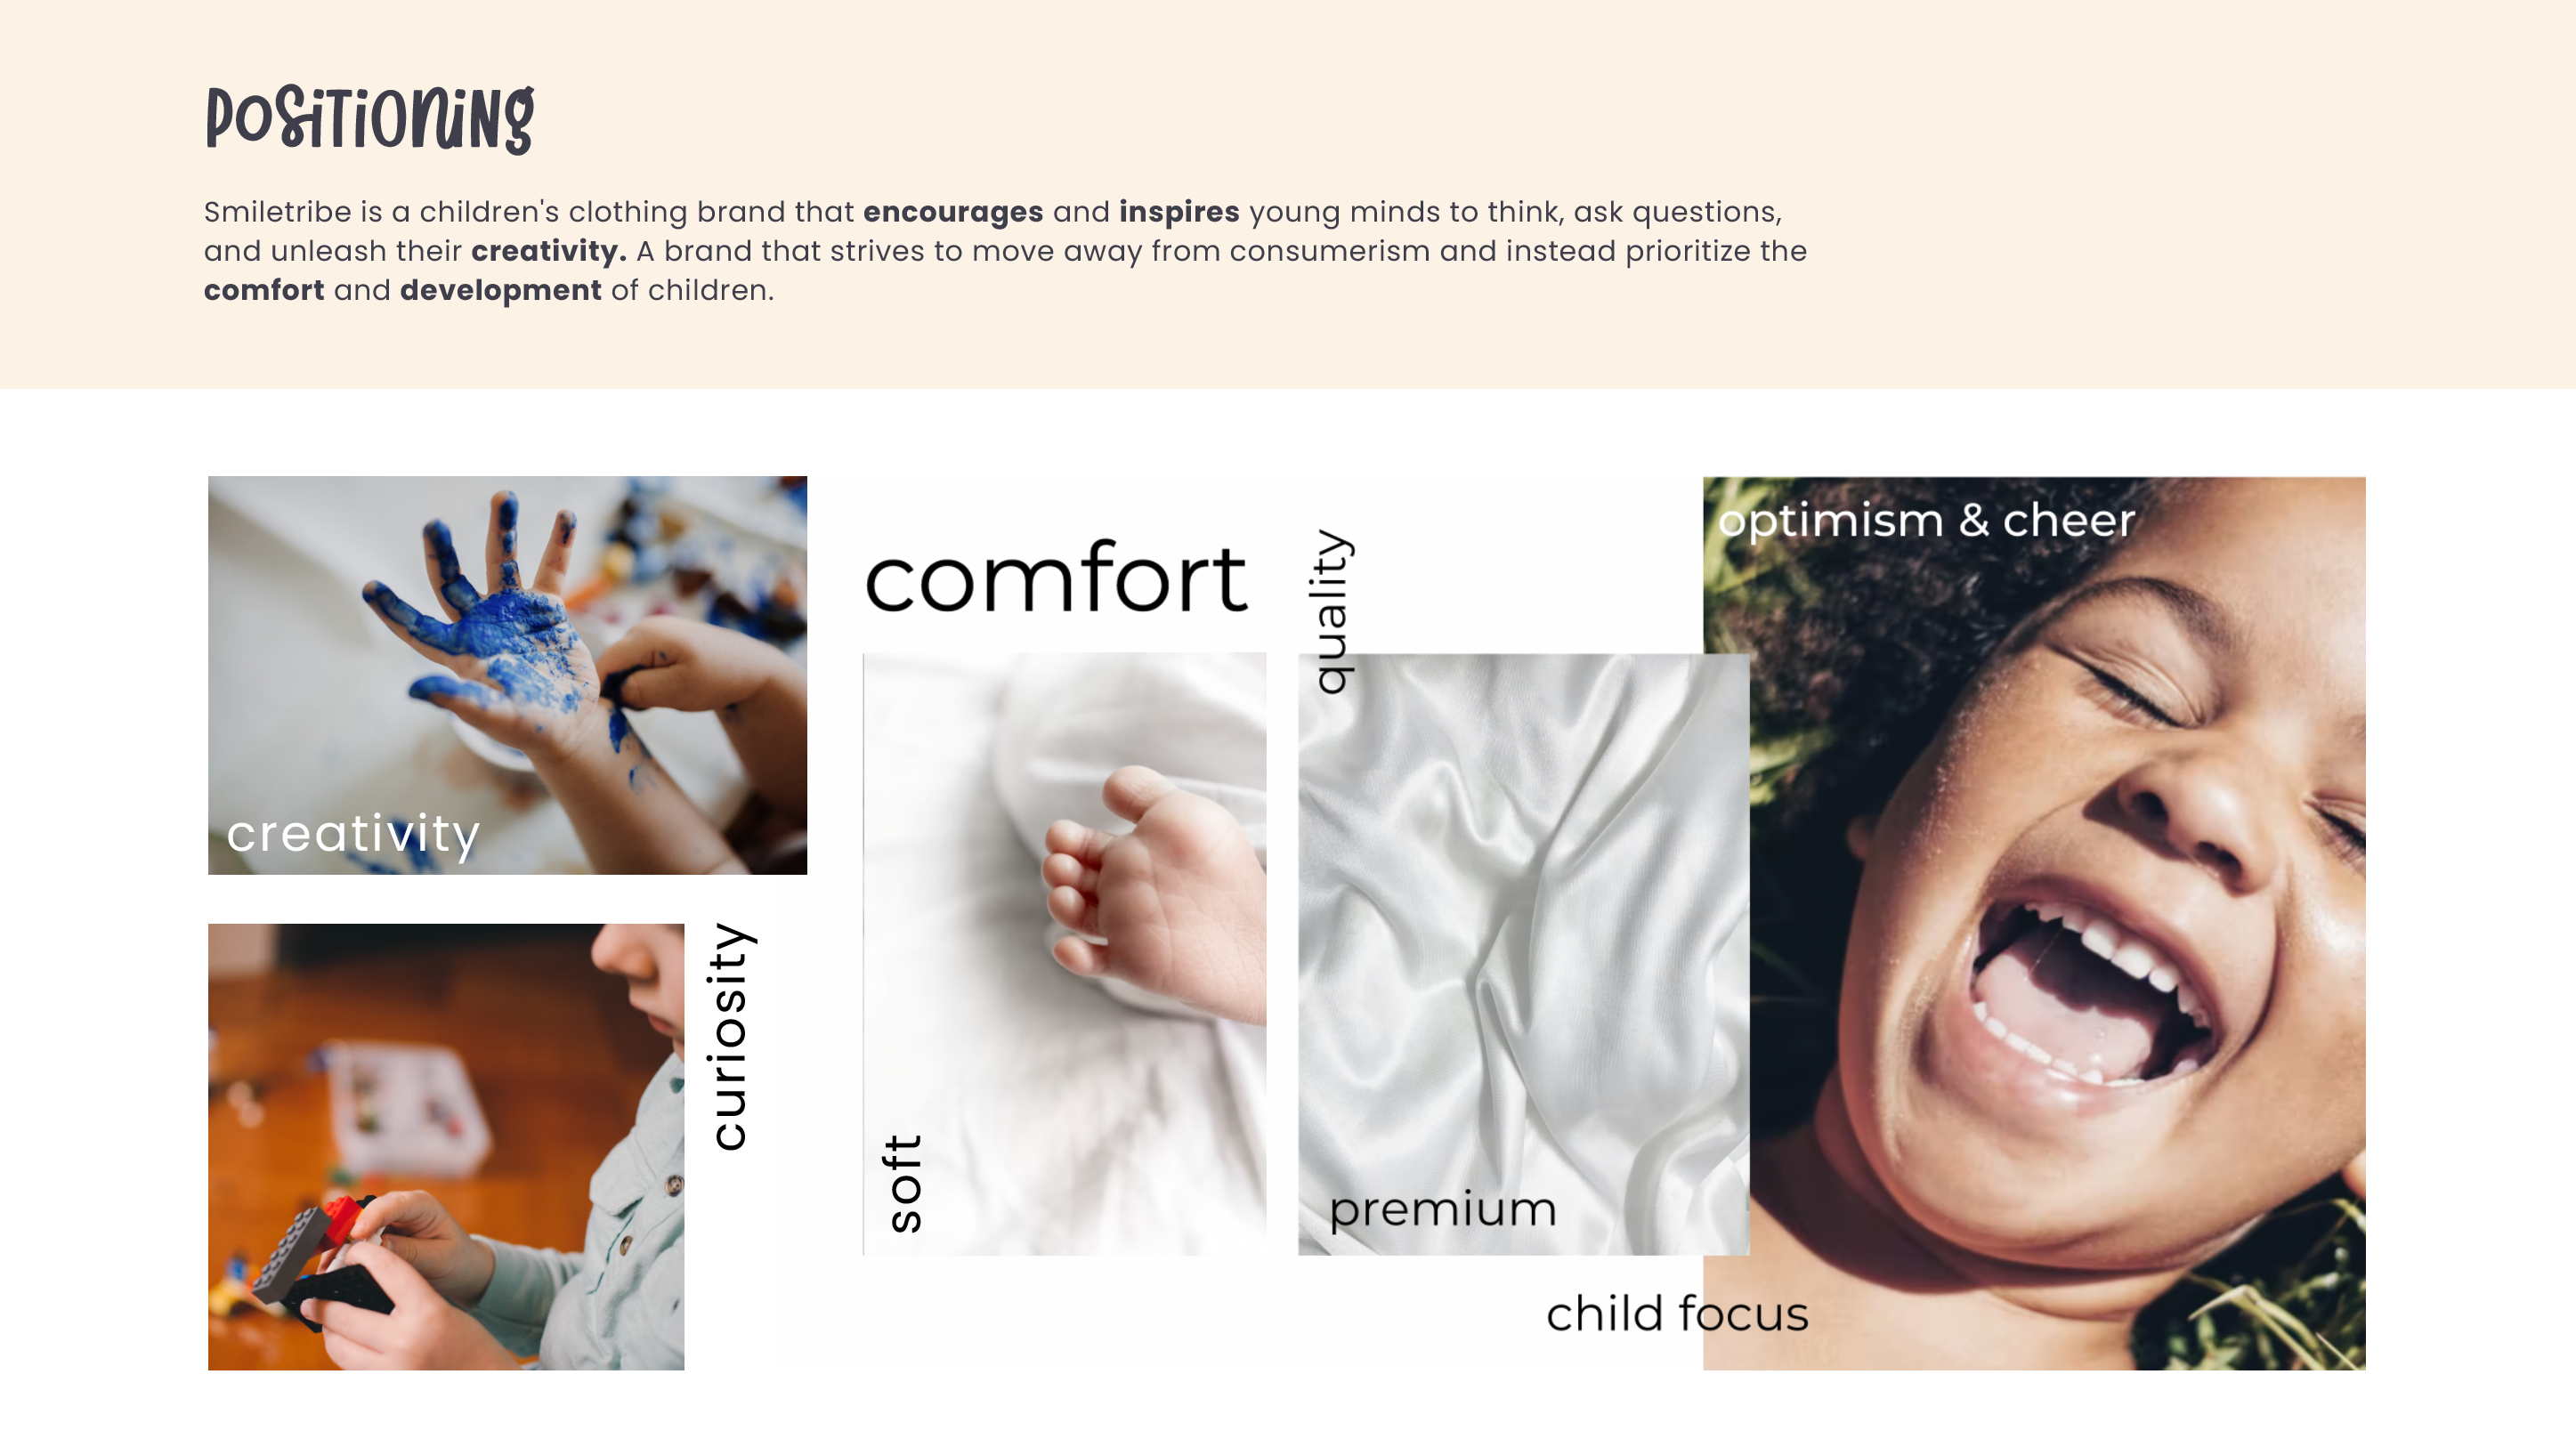 Positioning
Smiletribe is a children's clothing brand that encourages and inspires young minds to think, ask questions,
and unleash their creativity. A brand that strives to move away from consumerism and instead prioritize the
comfort and development of children.
creativity
curiosity
comfort
soft
quality
premium
optimism & cheer
child focus